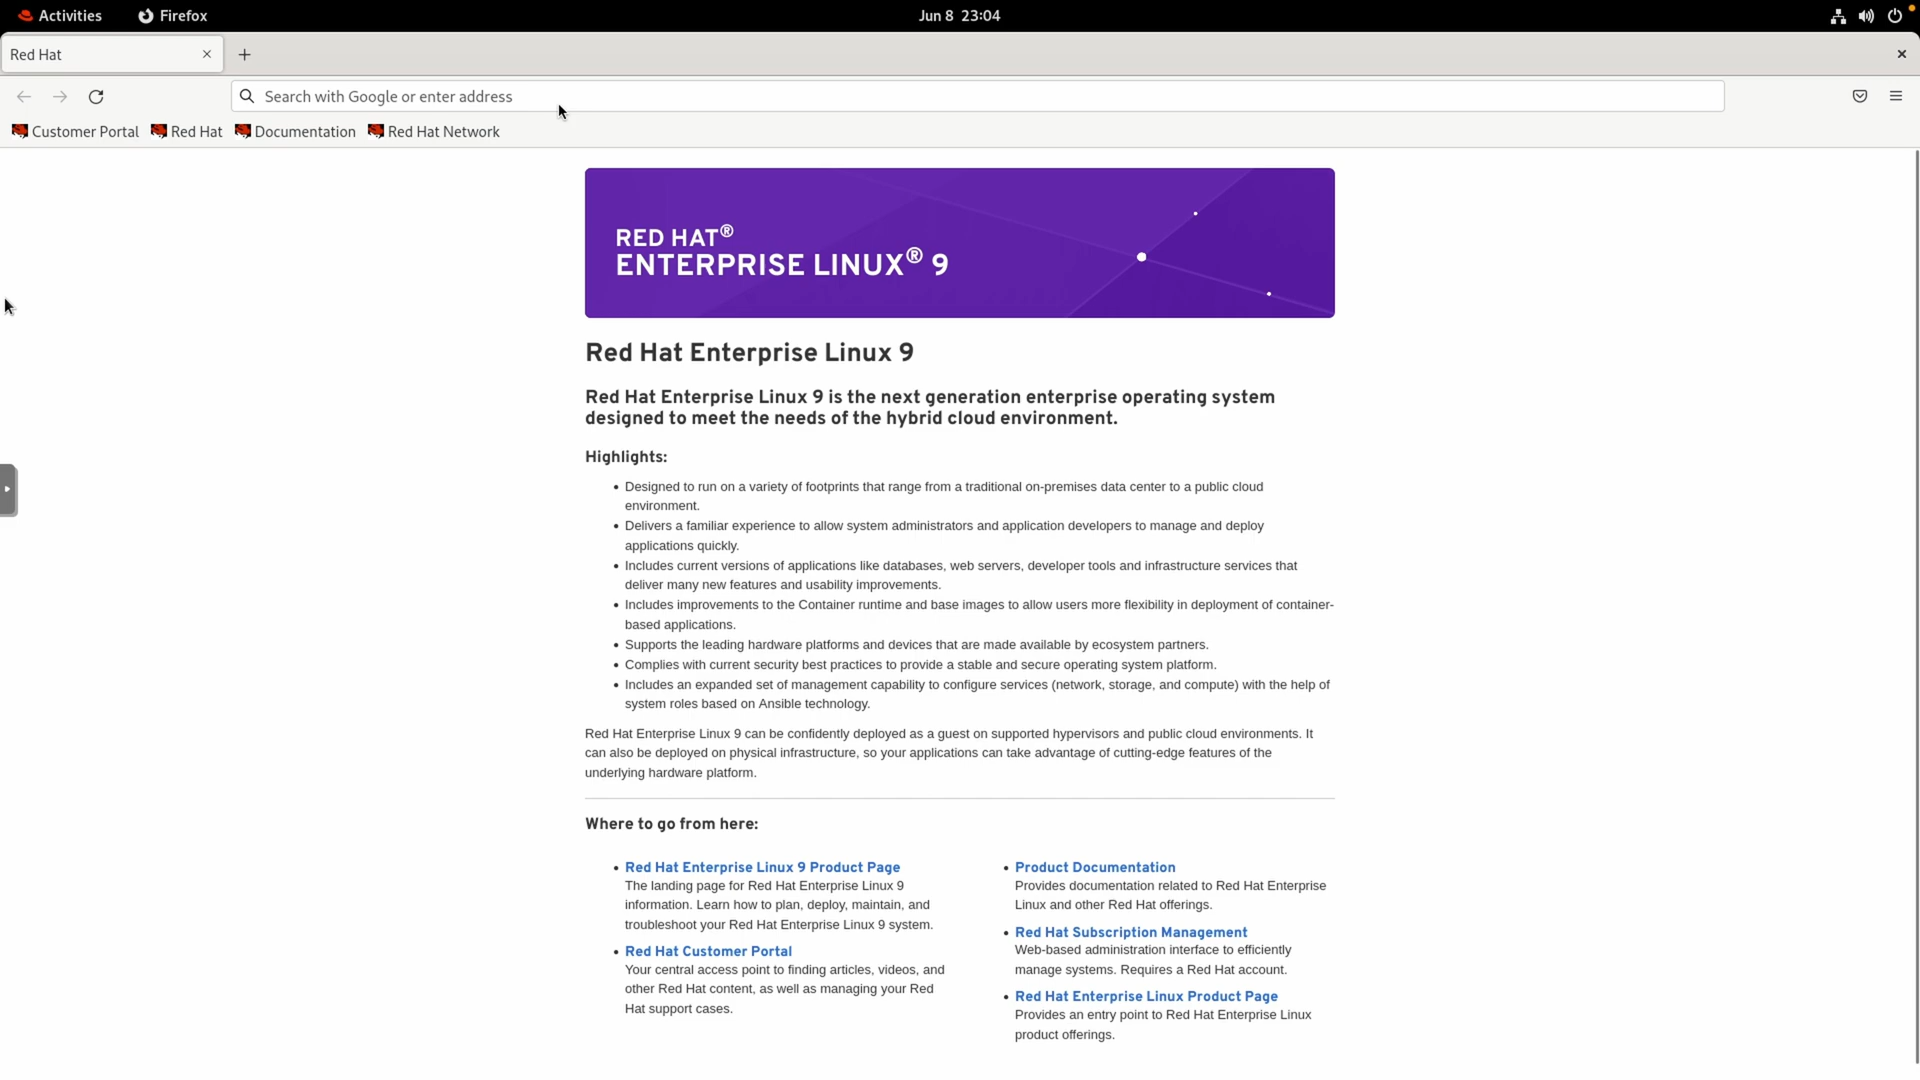 Activities Firefox Jun 8 23:04
Red Hat
Search with Google or enter address
Customer Portal Red Hat Documentation Red Hat Network
RED HAT®
ENTERPRISE LINUX® 9
Red Hat Enterprise Linux 9
Red Hat Enterprise Linux 9 is the next generation enterprise operating system
designed to meet the needs of the hybrid cloud environment.
Highlights:
• Designed to run on a variety of footprints that range from a traditional on-premises data center to a public cloud
environment.
• Delivers a familiar experience to allow system administrators and application developers to manage and deploy
applications quickly.
• Includes current versions of applications like databases, web servers, developer tools and infrastructure services that
deliver many new features and usability improvements.
• Includes improvements to the Container runtime and base images to allow users more flexibility in deployment of container-
based applications.
• Supports the leading hardware platforms and devices that are made available by ecosystem partners.
• Complies with current security best practices to provide a stable and secure operating system platform.
• Includes an expanded set of management capability to configure services (network, storage, and compute) with the help of
system roles based on Ansible technology.
Red Hat Enterprise Linux 9 can be confidently deployed as a guest on supported hypervisors and public cloud environments. It
can also be deployed on physical infrastructure, so your applications can take advantage of cutting-edge features of the
underlying hardware platform.
Where to go from here:
• Red Hat Enterprise Linux 9 Product Page
The landing page for Red Hat Enterprise Linux 9
information. Learn how to plan, deploy, maintain, and
troubleshoot your Red Hat Enterprise Linux 9 system.
• Red Hat Customer Portal
Your central access point to finding articles, videos, and
other Red Hat content, as well as managing your Red
Hat support cases.
• Product Documentation
Provides documentation related to Red Hat Enterprise
Linux and other Red Hat offerings.
• Red Hat Subscription Management
Web-based administration interface to efficiently
manage systems. Requires a Red Hat account.
• Red Hat Enterprise Linux Product Page
Provides an entry point to Red Hat Enterprise Linux
product offerings.